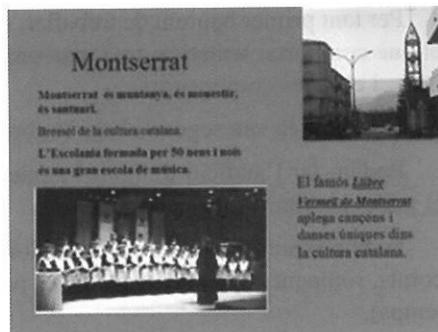 Montserrat
Montserrat és muntanya, és monestir,
és santuari.
Bressol de la cultura catalana.
L'Escolania formada per 50 nens i nois
és una gran escola de música.
El famós Llibre
Vermell de Montserrat
aplega cançons i
danses úniques dins
la cultura catalana.